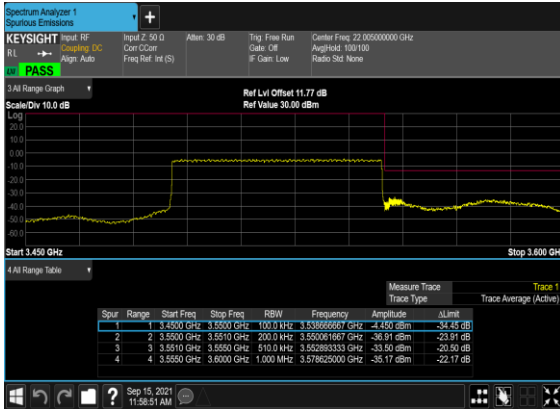 Spectrum Analyzer 1
Spurious Emissions
KEYSIGHT
Input: RF
Coupling: DC
Align: Auto
Input Z: 50 Ω
Corr CCorr
Freq Ref: Int (S)
Atten: 30 dB
Trig: Free Run
Gate: Off
IF Gain: Low
Center Freq: 22.005000000 GHz
Avg|Hold: 100/100
Radio Std: None
RL
PASS
3 All Range Graph
Scale/Div 10.0 dB
Ref Lvl Offset 11.77 dB
Ref Value 30.00 dBm
Log
20.0
10.0
0.00
-10.0
-20.0
-30.0
-40.0
-50.0
-60.0
Start 3.450 GHz
Stop 3.600 GH
4 All Range Table
Measure Trace Trace 1
Trace Type Trace Average (Active)
Spur Range Start Freq Stop Freq RBW Frequency Amplitude ΔLimit
1 1 3.4500 GHz 3.5500 GHz 100.0 kHz 3.538666667 GHz -4.450 dBm -34.45 dB
2 2 3.5500 GHz 3.5510 GHz 200.0 kHz 3.550061667 GHz -36.91 dBm -23.91 dB
3 3 3.5510 GHz 3.5550 GHz 510.0 kHz 3.552893333 GHz -33.50 dBm -20.50 dB
4 4 3.5550 GHz 3.6000 GHz 1.000 MHz 3.578625000 GHz -35.17 dBm -22.17 dB
?
Sep 15, 2021
11:58:51 AM